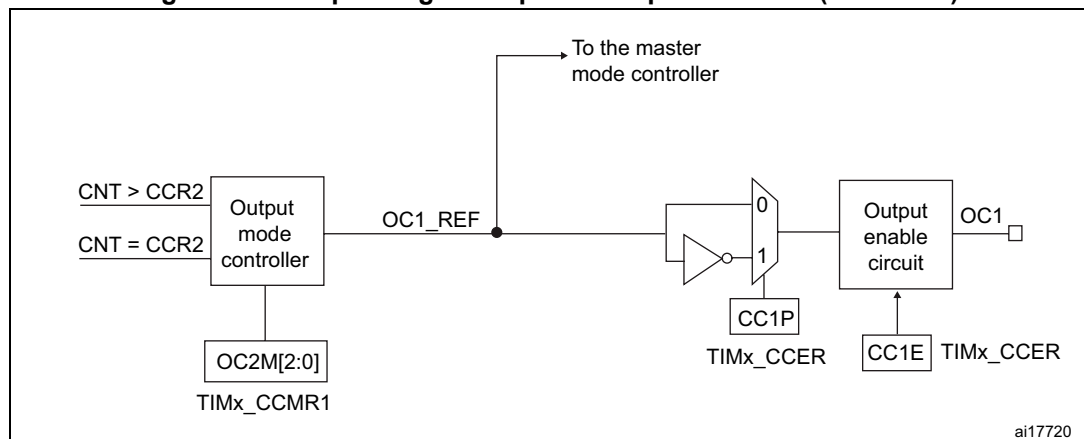 To the master
mode controller
CNT > CCR2
CNT = CCR2
Output
mode
controller
OC1_REF
0
1
Output
enable
circuit
OC1
CC1P
TIMx_CCER
CC1E
TIMx_CCER
OC2M[2:0]
TIMx_CCMR1
ai17720